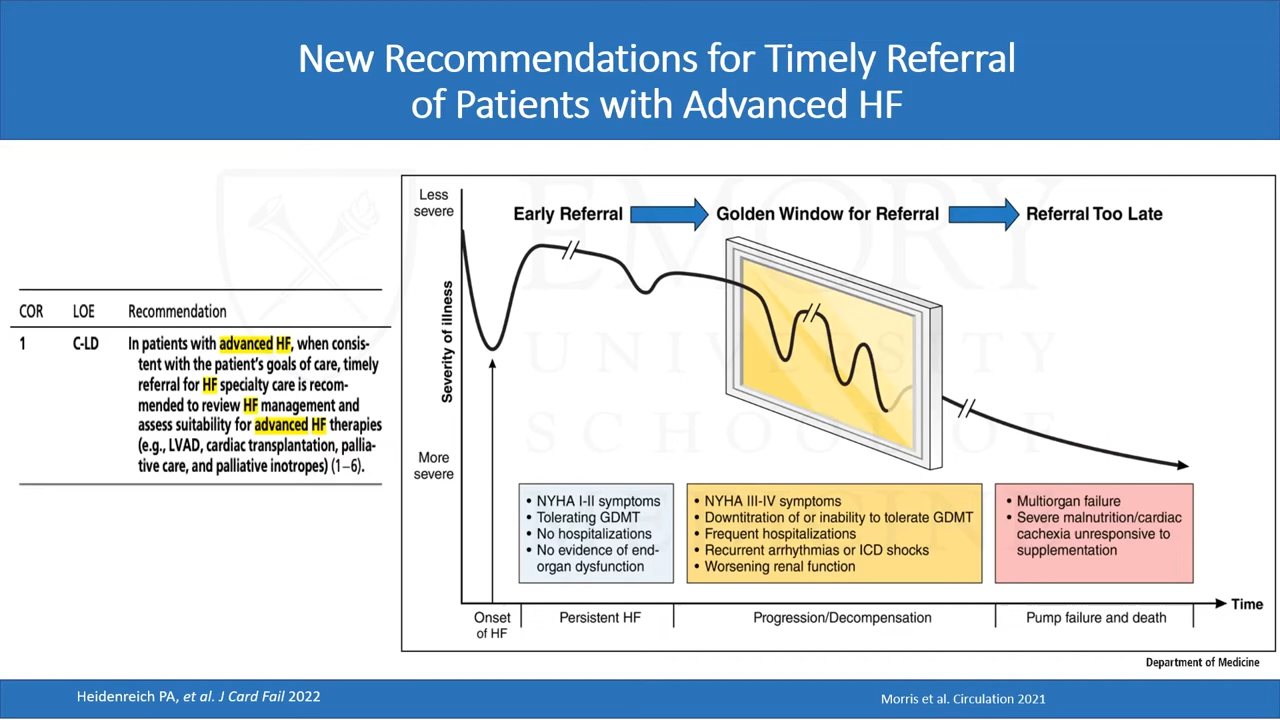 New Recommendations for Timely Referral
of Patients with Advanced HF
COR LOE Recommendation
1 C-LD In patients with advanced HF, when consis-
tent with the patient's goals of care, timely
referral for HF specialty care is recom-
mended to review HF management and
assess suitability for advanced HF therapies
(e.g., LVAD, cardiac transplantation, pallia-
tive care, and palliative inotropes) (1–6).
Less
severe
Early Referral
Golden Window for Referral
Referral Too Late
Severity of illness
More
severe
• NYHA I-II symptoms
• Tolerating GDMT
• No hospitalizations
• No evidence of end-
organ dysfunction
• NYHA III-IV symptoms
• Downtitration of or inability to tolerate GDMT
• Frequent hospitalizations
• Recurrent arrhythmias or ICD shocks
• Worsening renal function
• Multiorgan failure
• Severe malnutrition/cardiac
cachexia unresponsive to
supplementation
Time
Onset
of HF
Persistent HF
Progression/Decompensation
Pump failure and death
EMORY
UNIVERSITY
SCHOOL OF
Department of Medicine
Heidenreich PA, et al. J Card Fail 2022
Morris et al. Circulation 2021